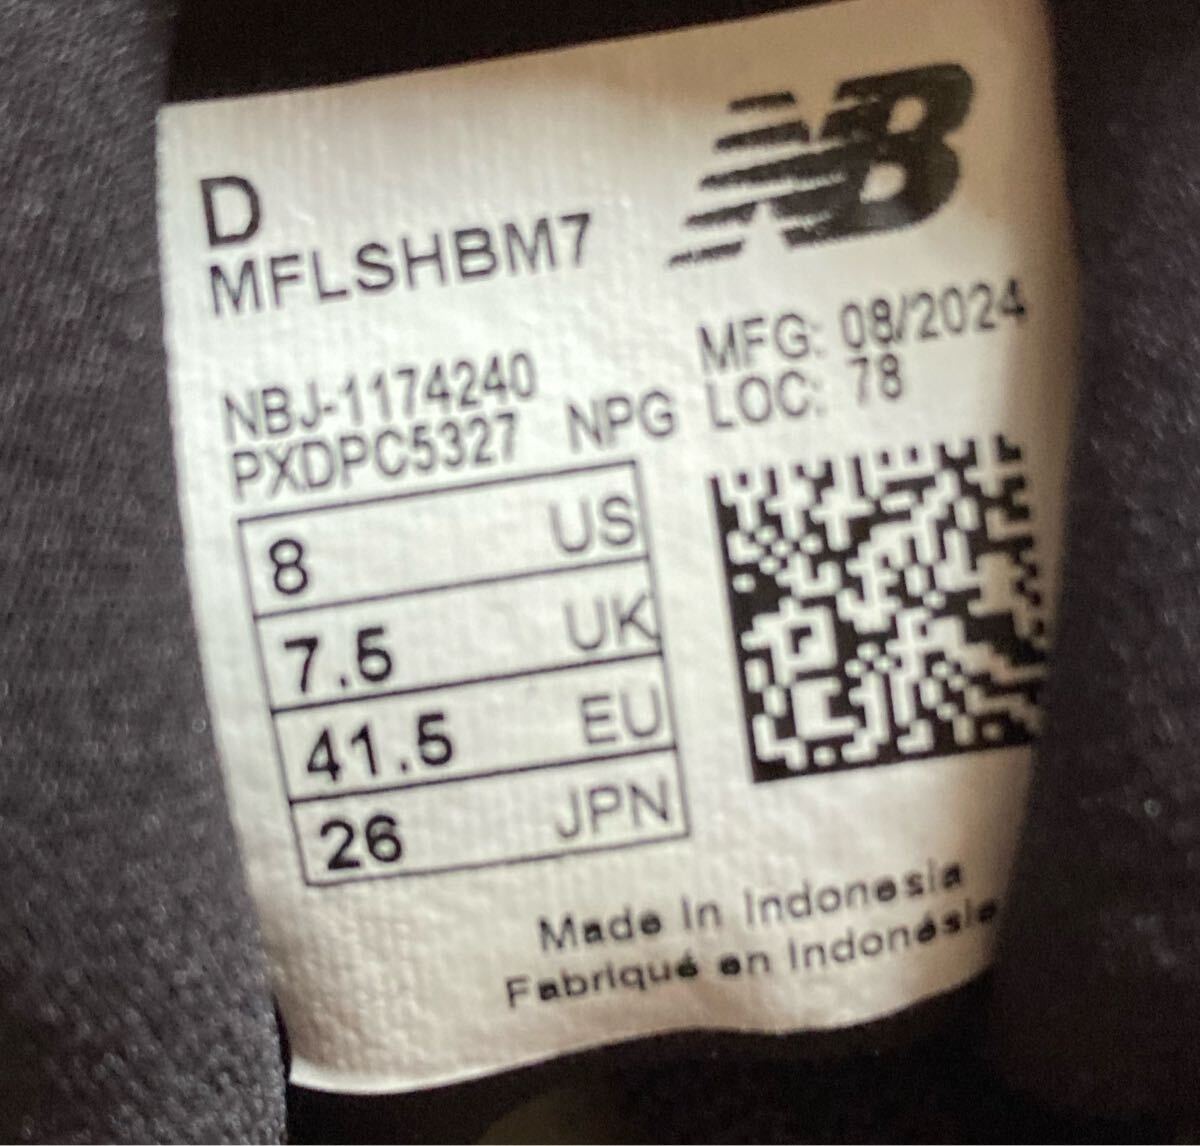 NB
D
MFLSHBM7
MFG: 08/2024
NBJ-1174240
LOC: 78
PXDPC5327 NPG
8 US
7.5 UK
41.5 EU
26 JPN
Made In Indonesia
Fabriqué en Indonésie